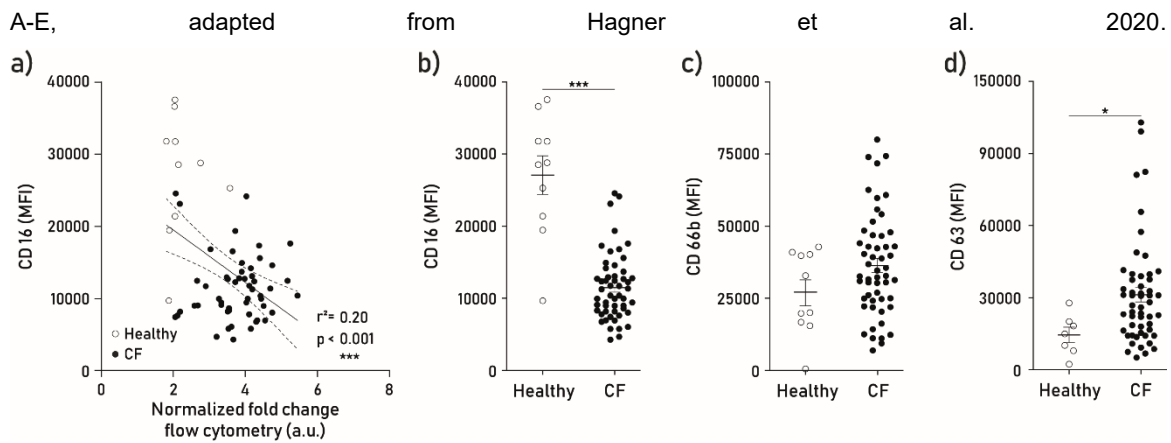 A-E, adapted from Hagner et al. 2020.
a)
40000
30000
20000
10000
0
CD 16 (MFI)
Healthy
CF
r²= 0.20
p < 0.001
***
0 2 4 6 8
Normalized fold change
flow cytometry (a.u.)
b)
40000
30000
20000
10000
0
CD 16 (MFI)
***
Healthy CF
c)
100000
75000
50000
25000
0
CD 66b (MFI)
Healthy CF
d)
150000
90000
60000
30000
0
CD 63 (MFI)
*
Healthy CF